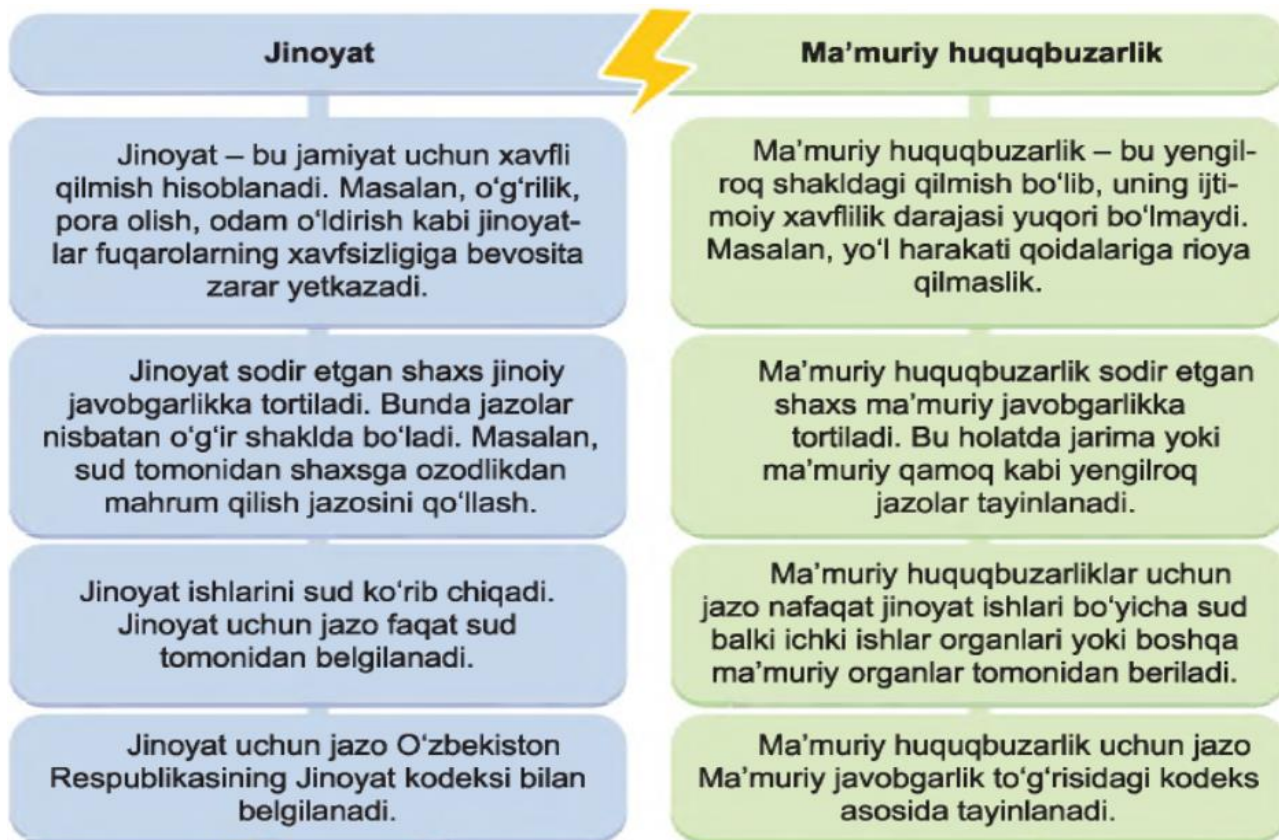 Jinoyat
Ma’muriy huquqbuzarlik
Jinoyat – bu jamiyat uchun xavfli
qilmish hisoblanadi. Masalan, o‘g‘rilik,
pora olish, odam o‘ldirish kabi jinoyat-
lar fuqarolarning xavfsizligiga bevosita
zarar yetkazadi.
Ma’muriy huquqbuzarlik – bu yengil-
roq shakldagi qilmish bo‘lib, uning ijti-
moiy xavflilik darajasi yuqori bo‘lmaydi.
Masalan, yo‘l harakati qoidalariga rioya
qilmaslik.
Jinoyat sodir etgan shaxs jinoiy
javobgarlikka tortiladi. Bunda jazolar
nisbatan o‘g‘ir shaklda bo‘ladi. Masalan,
sud tomonidan shaxsga ozodlikdan
mahrum qilish jazosini qo‘llash.
Ma’muriy huquqbuzarlik sodir etgan
shaxs ma’muriy javobgarlikka
tortiladi. Bu holatda jarima yoki
ma’muriy qamoq kabi yengilroq
jazolar tayinlanadi.
Jinoyat ishlarini sud ko‘rib chiqadi.
Jinoyat uchun jazo faqat sud
tomonidan belgilanadi.
Ma’muriy huquqbuzarliklar uchun
jazo nafaqat jinoyat ishlari bo‘yicha sud
balki ichki ishlar organlari yoki boshqa
ma’muriy organlar tomonidan beriladi.
Jinoyat uchun jazo O‘zbekiston
Respublikasining Jinoyat kodeksi bilan
belgilanadi.
Ma’muriy huquqbuzarlik uchun jazo
Ma’muriy javobgarlik to‘g‘risidagi kodeks
asosida tayinlanadi.